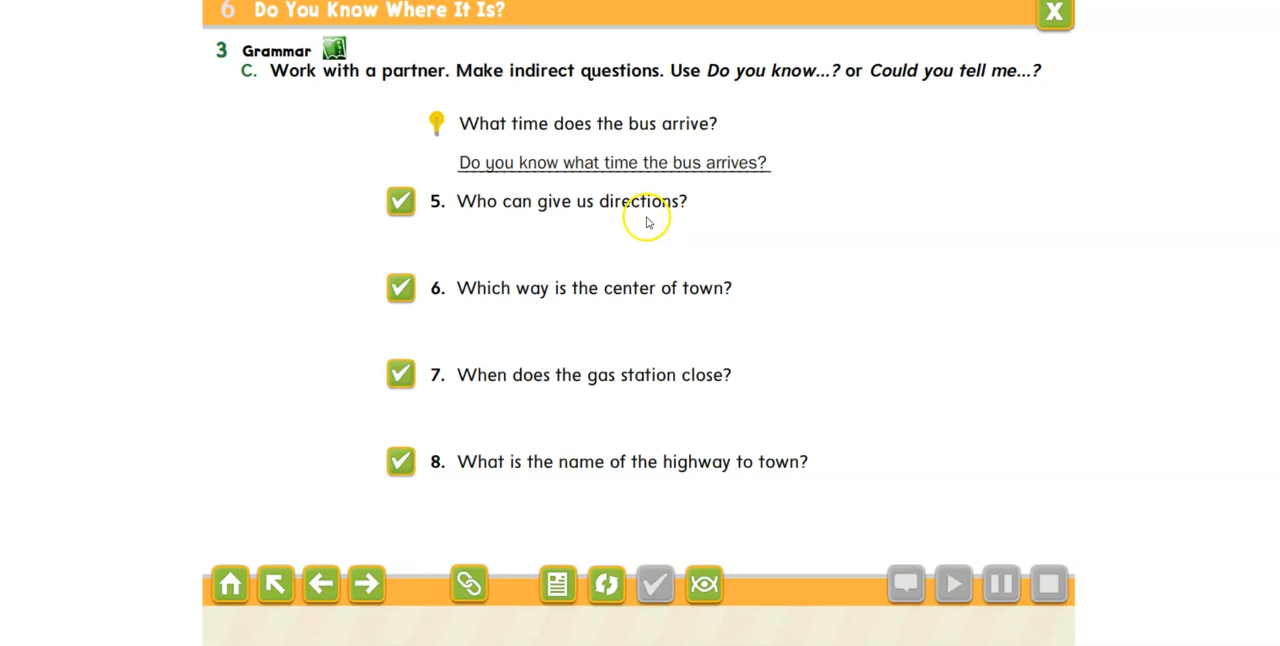 6 Do You Know Where It Is?
X
3 Grammar
C. Work with a partner. Make indirect questions. Use Do you know...? or Could you tell me...?
What time does the bus arrive?
Do you know what time the bus arrives?
5. Who can give us directions?
6. Which way is the center of town?
7. When does the gas station close?
8. What is the name of the highway to town?